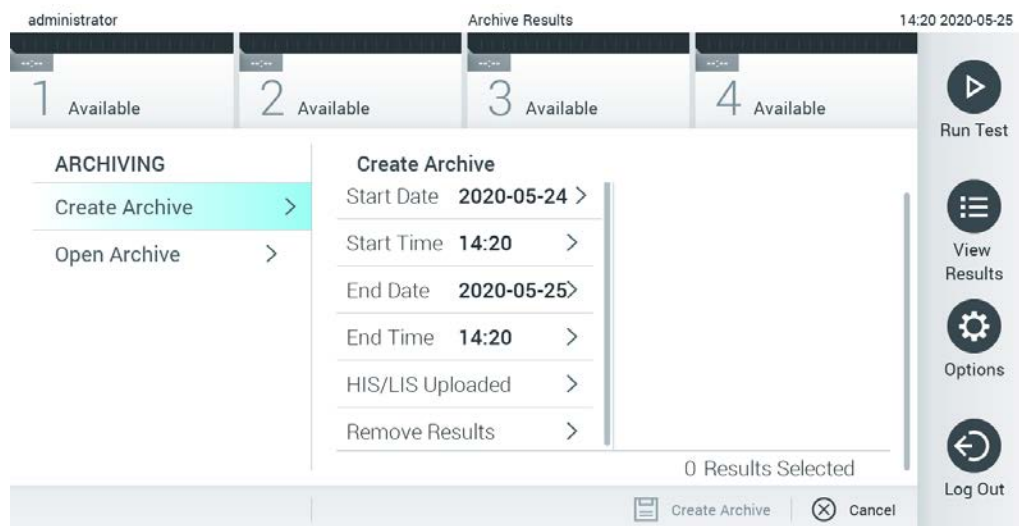 administrator
Archive Results
14:20 2020-05-25
--:--
1 Available
--:--
2 Available
--:--
3 Available
--:--
4 Available
Run Test
View
Results
Options
Log Out
ARCHIVING
Create Archive
Open Archive
Create Archive
Start Date 2020-05-24
Start Time 14:20
End Date 2020-05-25
End Time 14:20
HIS/LIS Uploaded
Remove Results
0 Results Selected
Create Archive
Cancel